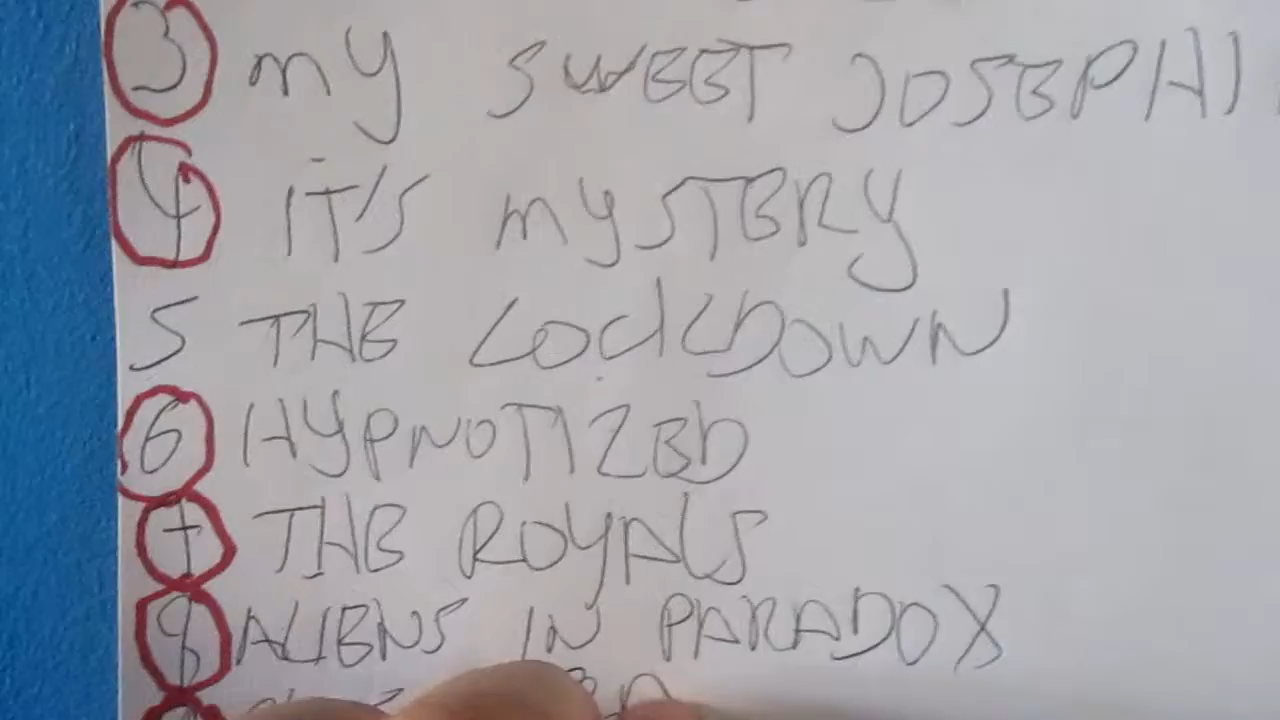 3 MY SWEET JOSEPHI
4 IT'S MYSTERY
5 THE LOCKDOWN
6 HYPNOTIZED
7 THE ROYALS
8 ALIENS IN PARADOX